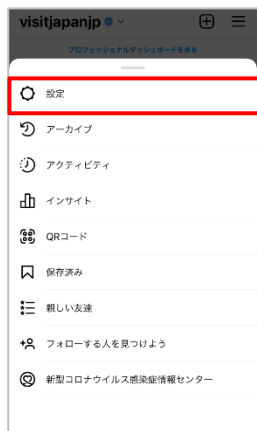 visitjapanjp
プロフェッショナルダッシュボードを見る
設定
アーカイブ
アクティビティ
インサイト
QRコード
保存済み
親しい友達
フォローする人を見つけよう
新型コロナウイルス感染症情報センター